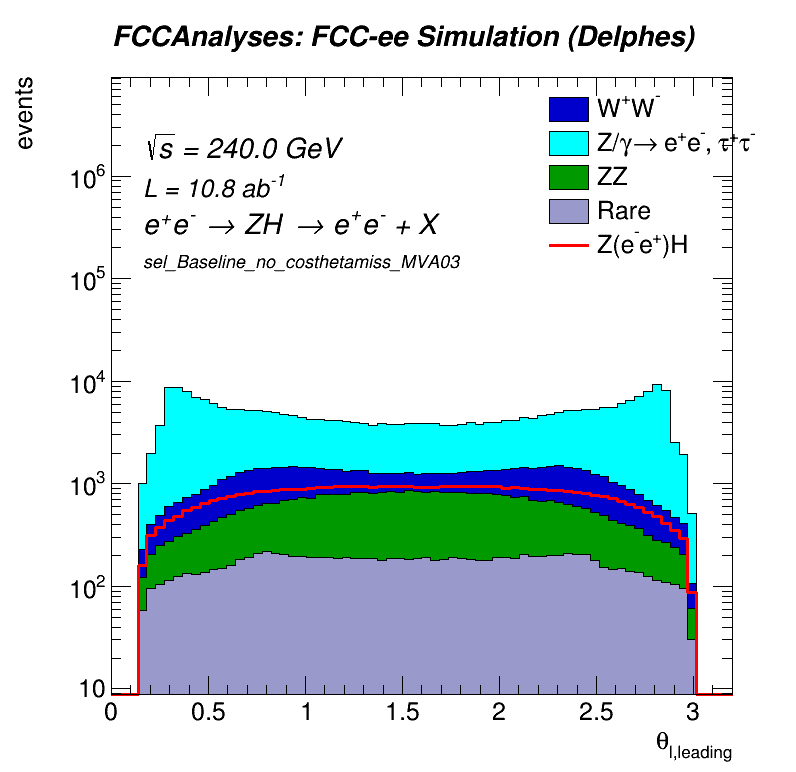 FCCAnalyses: FCC-ee Simulation (Delphes)
events
√s = 240.0 GeV
L = 10.8 ab⁻¹
e⁺e⁻ → ZH → e⁺e⁻ + X
sel_Baseline_no_costhetamiss_MVA03
W⁺W⁻
Z/γ→ e⁺e⁻, τ⁺τ⁻
ZZ
Rare
Z(e⁻e⁺)H
10⁶
10⁵
10⁴
10³
10²
10
0 0.5 1 1.5 2 2.5 3
θl,leading